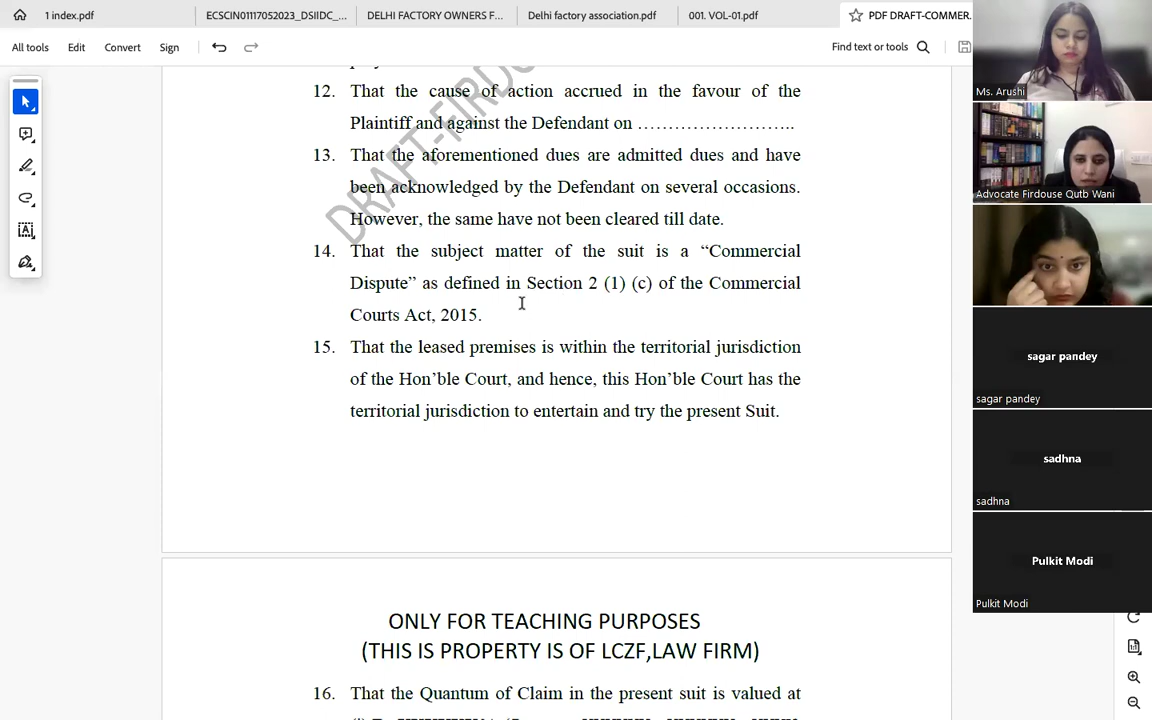 1 index.pdf
ECSCIN01117052023_DSIIDC_...
DELHI FACTORY OWNERS F...
Delhi factory association.pdf
001. VOL-01.pdf
PDF DRAFT-COMMER.
All tools
Edit
Convert
Sign
Find text or tools
DRAFT-FIRDOU
12. That the cause of action accrued in the favour of the
Plaintiff and against the Defendant on ……………………..
13. That the aforementioned dues are admitted dues and have
been acknowledged by the Defendant on several occasions.
However, the same have not been cleared till date.
14. That the subject matter of the suit is a “Commercial
Dispute” as defined in Section 2 (1) (c) of the Commercial
Courts Act, 2015.
15. That the leased premises is within the territorial jurisdiction
of the Hon’ble Court, and hence, this Hon’ble Court has the
territorial jurisdiction to entertain and try the present Suit.
ONLY FOR TEACHING PURPOSES
(THIS IS PROPERTY IS OF LCZF,LAW FIRM)
16. That the Quantum of Claim in the present suit is valued at
Ms. Arushi
Advocate Firdouse Qutb Wani
sagar pandey
sagar pandey
sadhna
sadhna
Pulkit Modi
Pulkit Modi